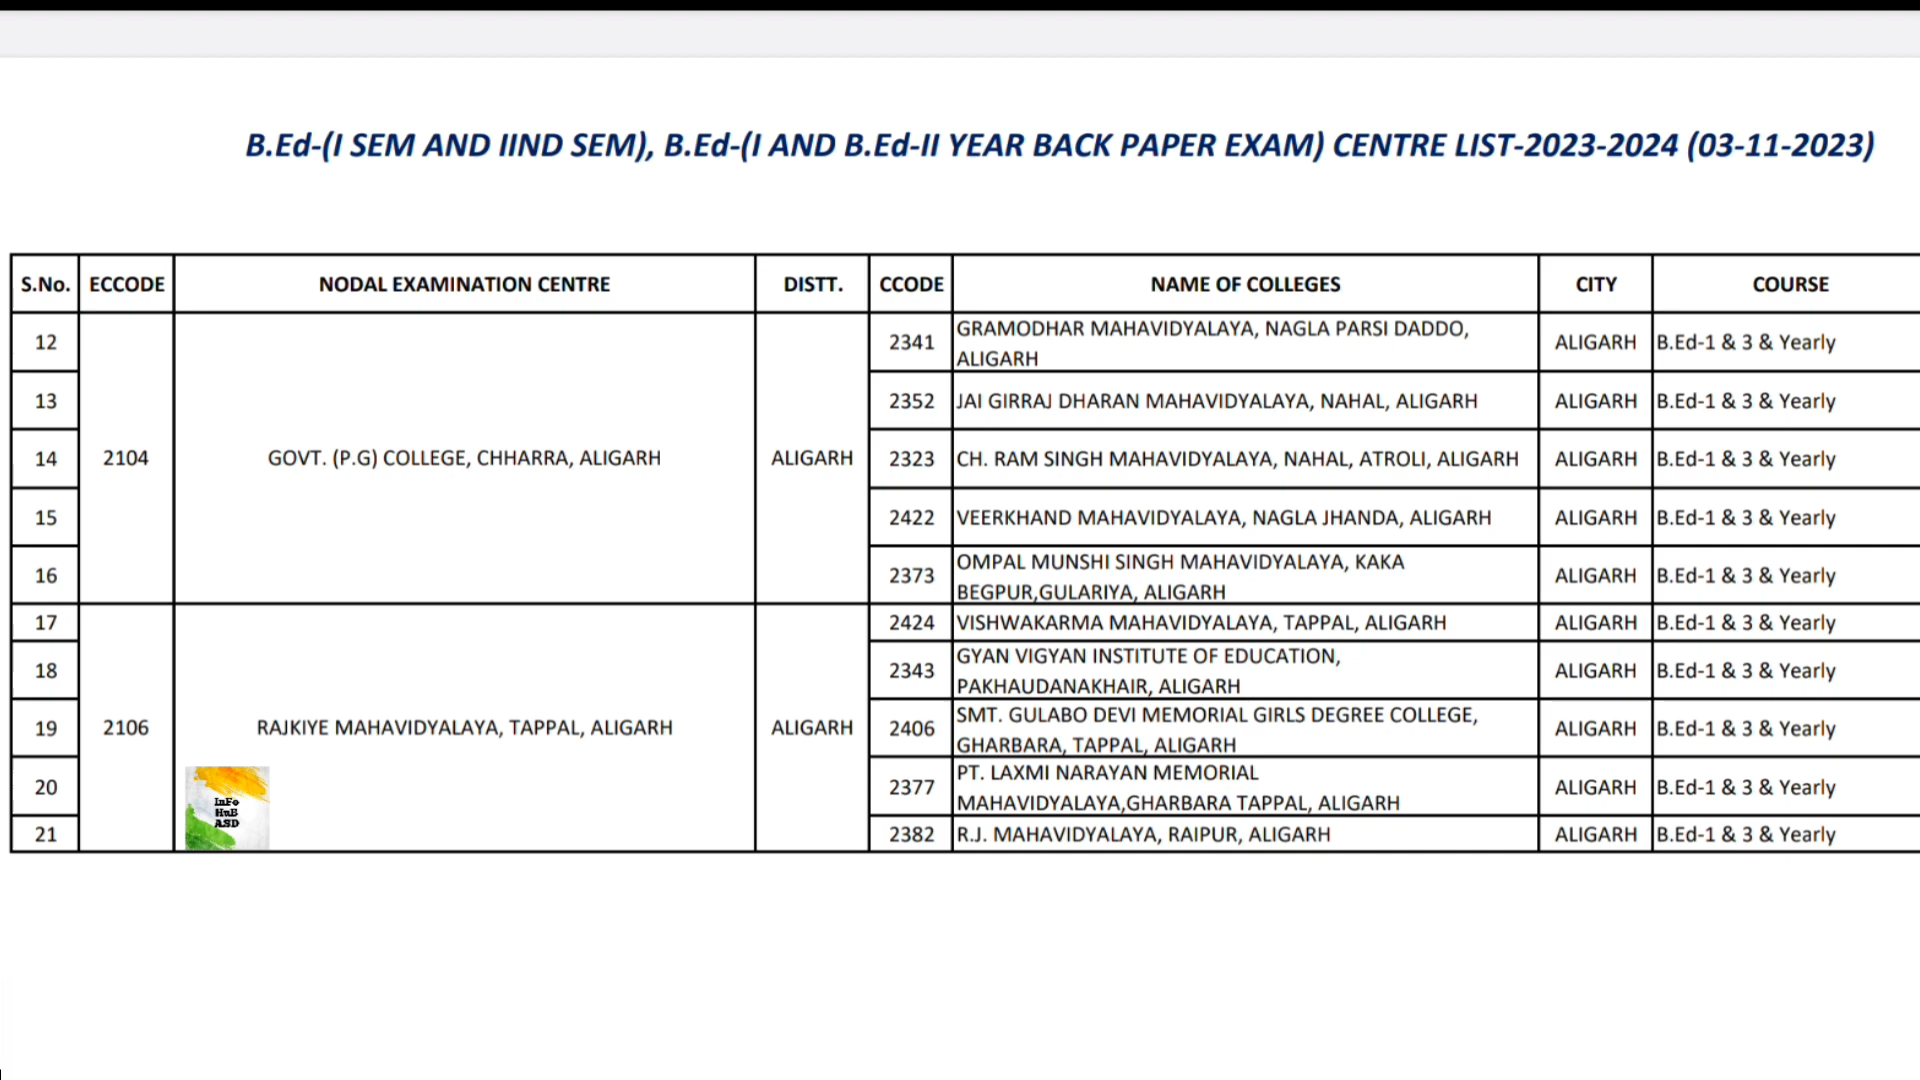 B.Ed-(I SEM AND IIND SEM), B.Ed-(I AND B.Ed-II YEAR BACK PAPER EXAM) CENTRE LIST-2023-2024 (03-11-2023)
S.No. ECCODE NODAL EXAMINATION CENTRE DISTT. CCODE NAME OF COLLEGES CITY COURSE
12 2341 GRAMODHAR MAHAVIDYALAYA, NAGLA PARSI DADDO, ALIGARH B.Ed-1 & 3 & Yearly
ALIGARH
13 2352 JAI GIRRAJ DHARAN MAHAVIDYALAYA, NAHAL, ALIGARH ALIGARH B.Ed-1 & 3 & Yearly
14 2104 GOVT. (P.G) COLLEGE, CHHARRA, ALIGARH ALIGARH 2323 CH. RAM SINGH MAHAVIDYALAYA, NAHAL, ATROLI, ALIGARH ALIGARH B.Ed-1 & 3 & Yearly
15 2422 VEERKHAND MAHAVIDYALAYA, NAGLA JHANDA, ALIGARH ALIGARH B.Ed-1 & 3 & Yearly
16 2373 OMPAL MUNSHI SINGH MAHAVIDYALAYA, KAKA ALIGARH B.Ed-1 & 3 & Yearly
BEGPUR,GULARIYA, ALIGARH
17 2424 VISHWAKARMA MAHAVIDYALAYA, TAPPAL, ALIGARH ALIGARH B.Ed-1 & 3 & Yearly
18 2343 GYAN VIGYAN INSTITUTE OF EDUCATION, ALIGARH B.Ed-1 & 3 & Yearly
PAKHAUDANAKHAIR, ALIGARH
19 2106 RAJKIYE MAHAVIDYALAYA, TAPPAL, ALIGARH ALIGARH 2406 SMT. GULABO DEVI MEMORIAL GIRLS DEGREE COLLEGE, ALIGARH B.Ed-1 & 3 & Yearly
GHARBARA, TAPPAL, ALIGARH
20 2377 PT. LAXMI NARAYAN MEMORIAL ALIGARH B.Ed-1 & 3 & Yearly
MAHAVIDYALAYA,GHARBARA TAPPAL, ALIGARH
21 2382 R.J. MAHAVIDYALAYA, RAIPUR, ALIGARH ALIGARH B.Ed-1 & 3 & Yearly
InFo
HuB
ASD